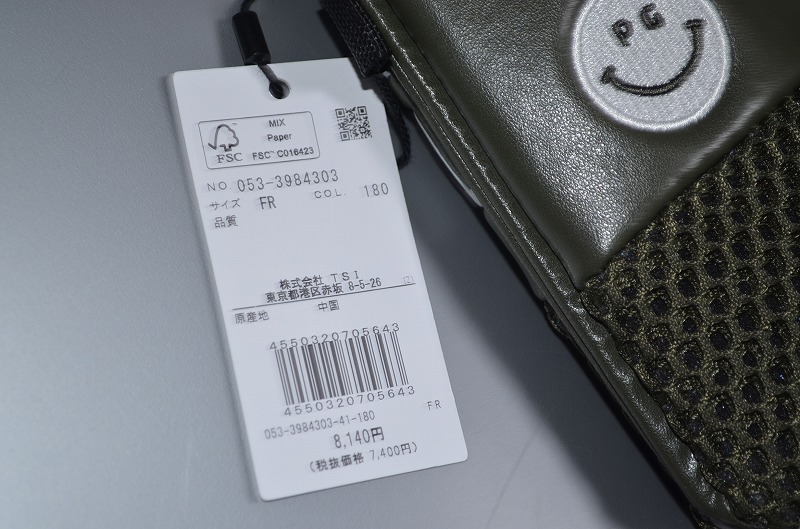 PG
MIX
Paper
FSC™ C016423
FSC
NO. 053-3984303
サイズ FR COL. 180
品質
株式会社 TSI
東京都港区赤坂 8-5-26 (2)
原産地 中国
4550320705643
4550320705643
053-3984303-41-180 FR
8,140円
(税抜価格 7,400円)